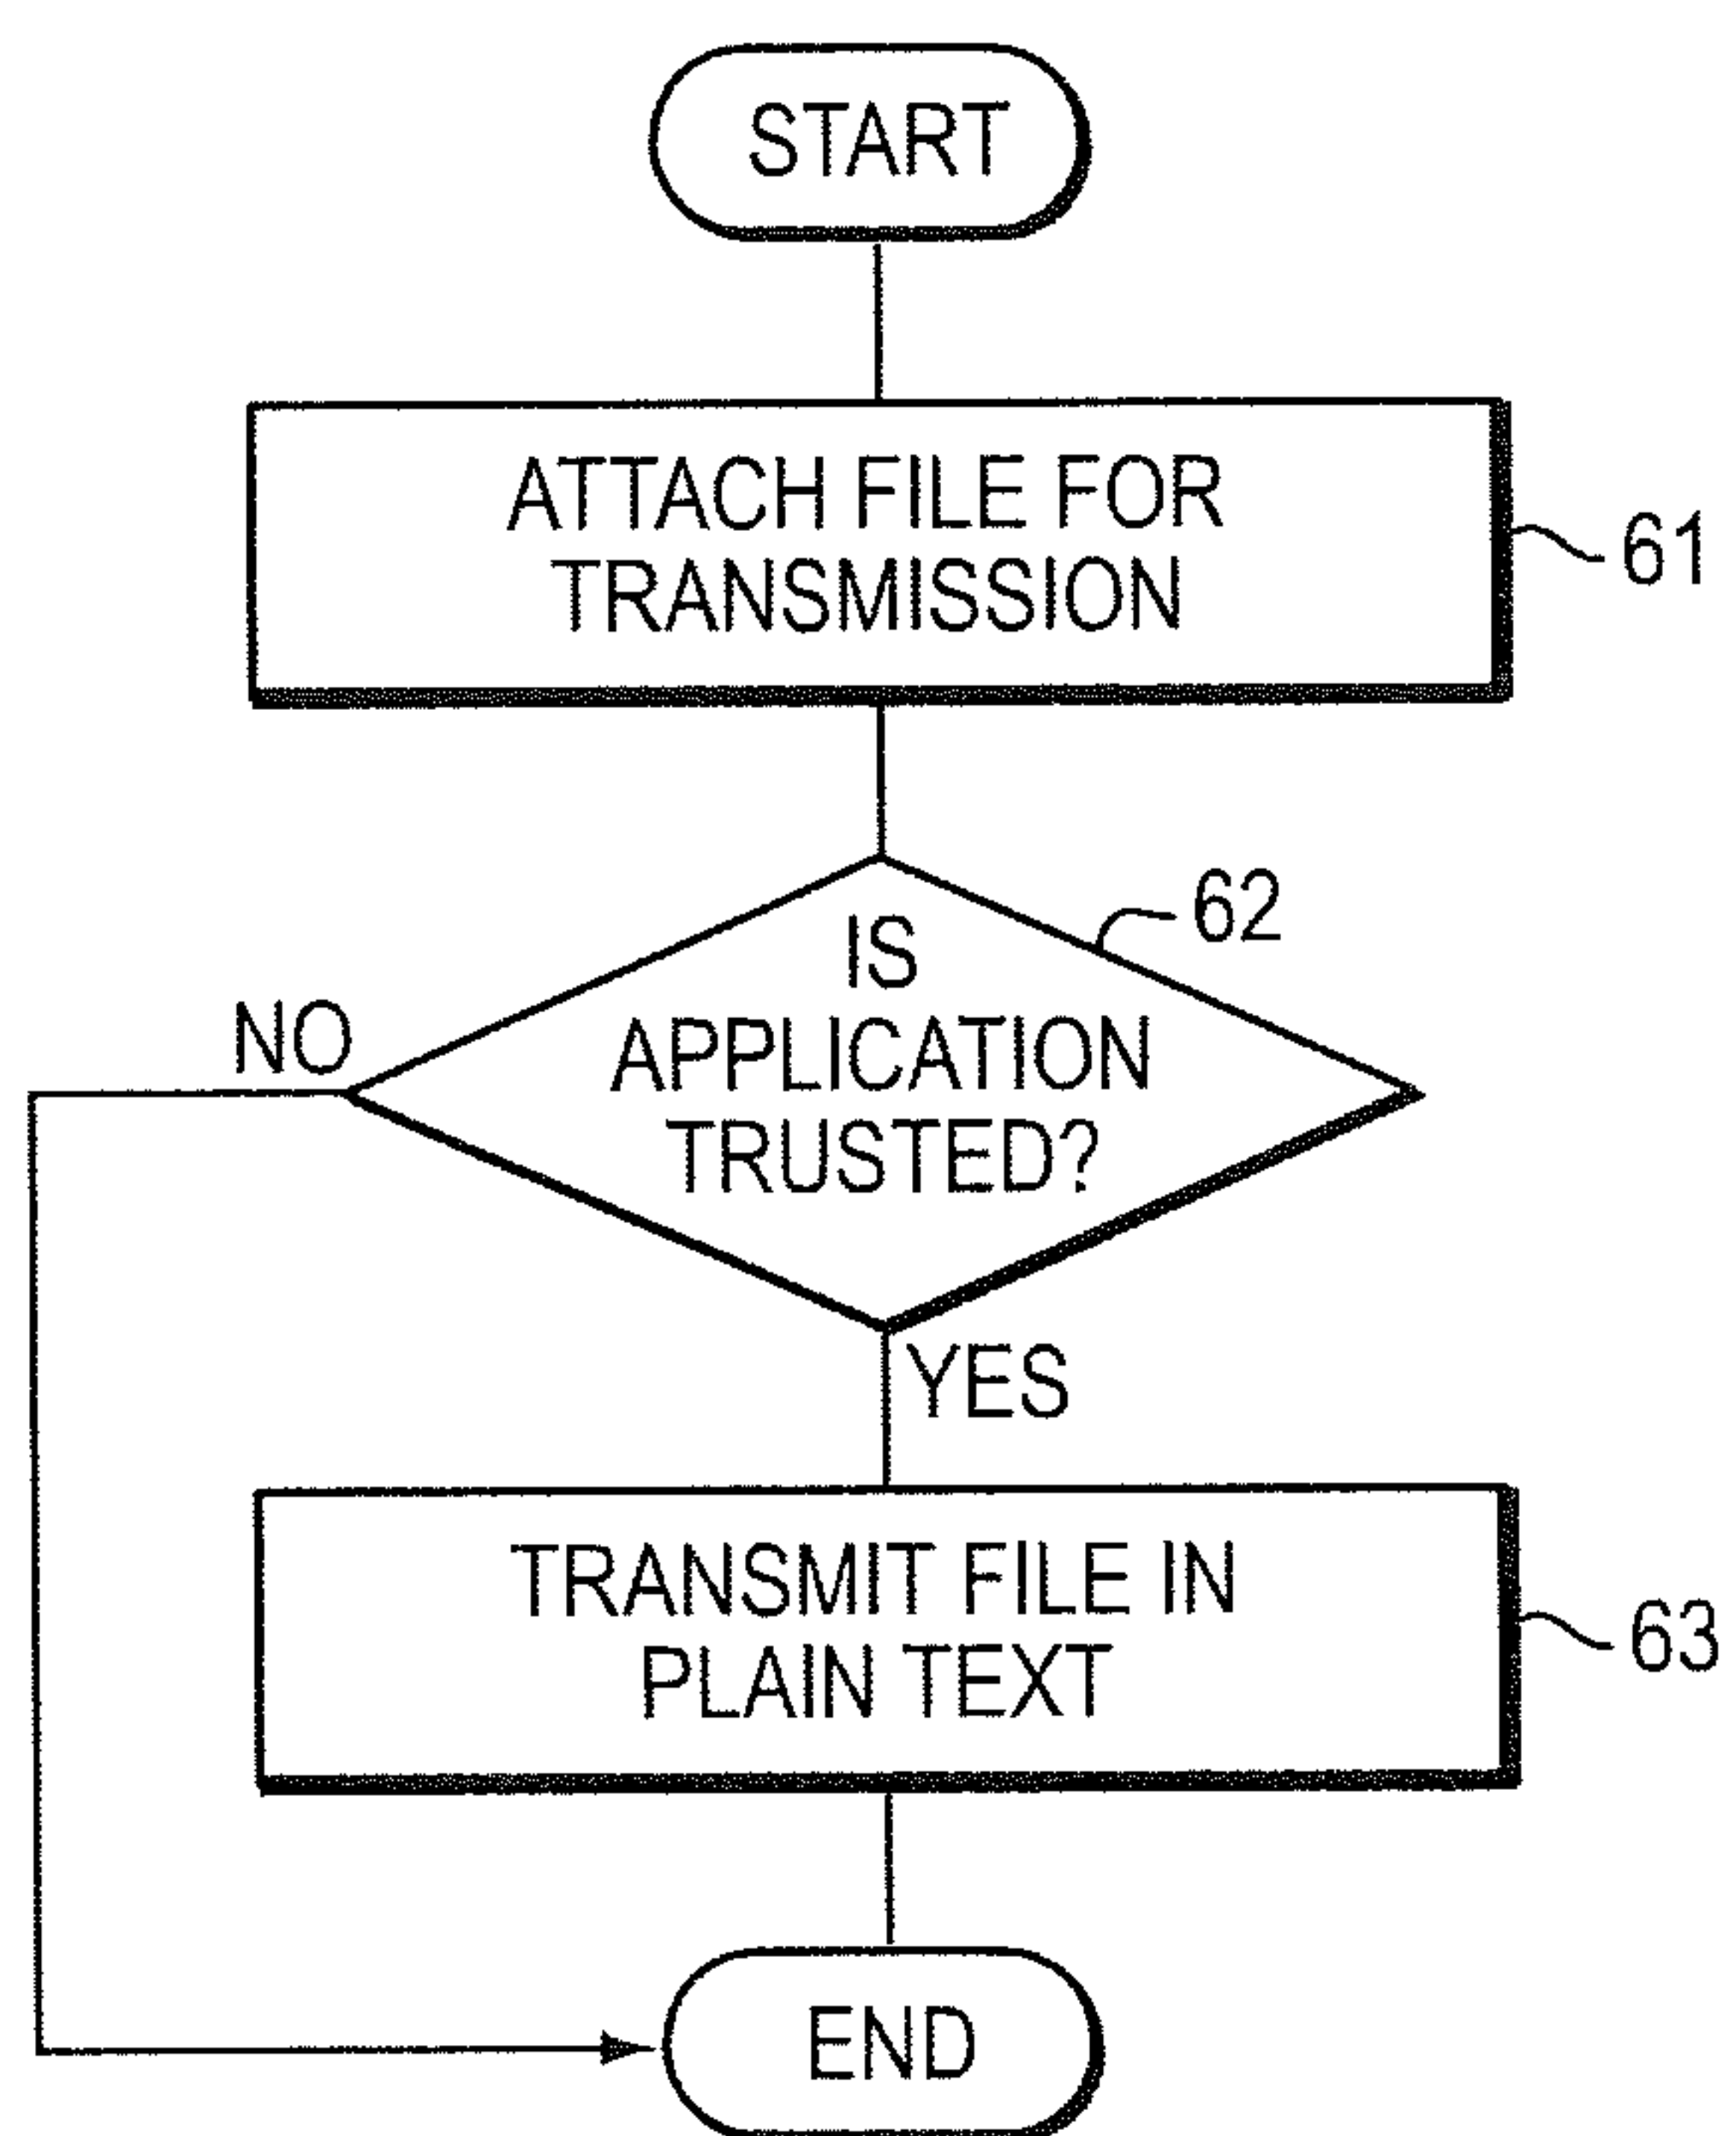 START
ATTACH FILE FOR
TRANSMISSION
61
62
IS
APPLICATION
TRUSTED?
NO
YES
TRANSMIT FILE IN
PLAIN TEXT
63
END